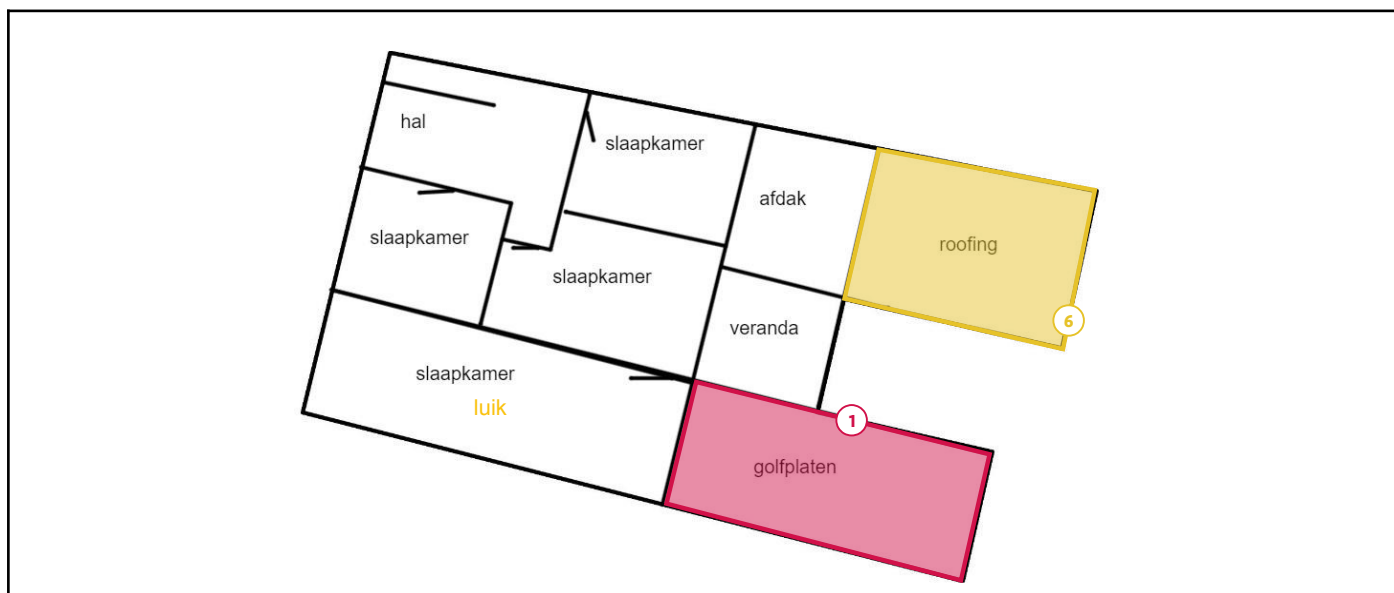 hal
slaapkamer
afdak
slaapkamer
roofing
slaapkamer
6
veranda
slaapkamer
luik
1
golfplaten